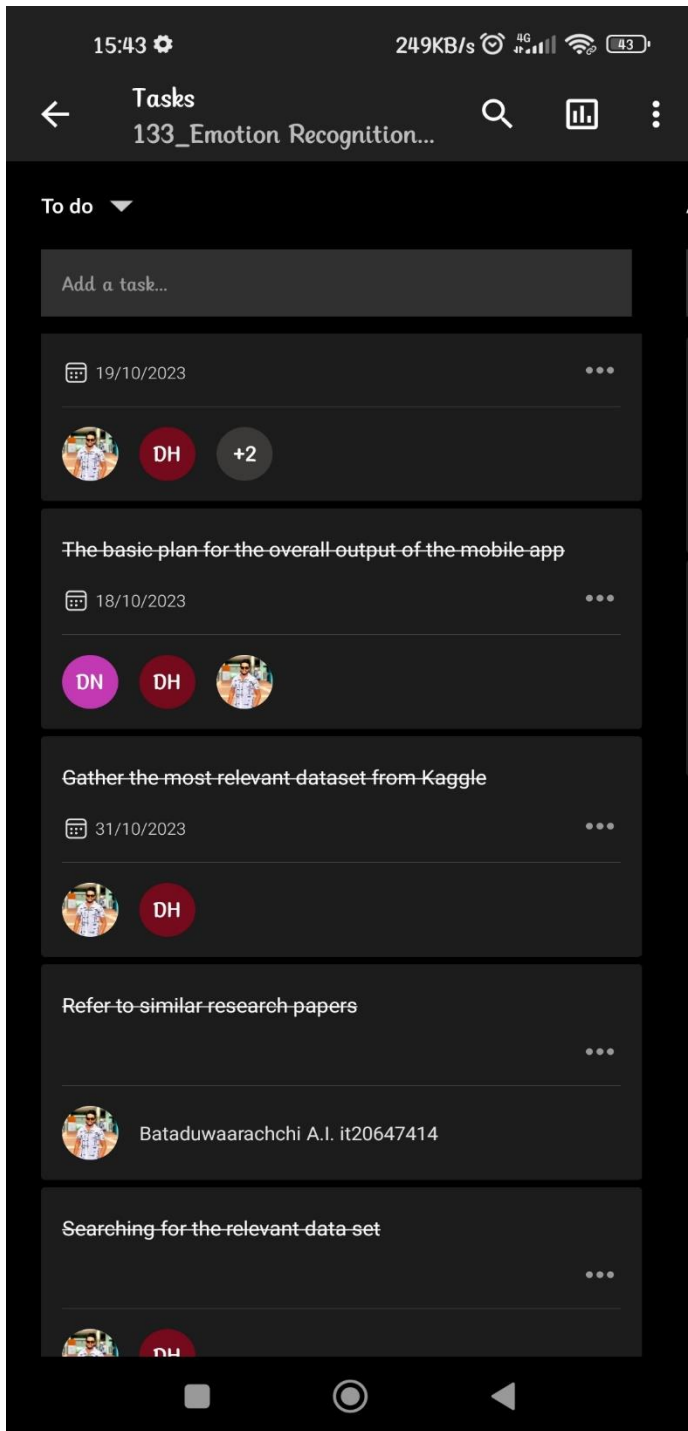 15:43
249KB/s
4G
43
Tasks
133_Emotion Recognition...
To do
Add a task...
19/10/2023
DH
+2
The basic plan for the overall output of the mobile app
18/10/2023
DN
DH
Gather the most relevant dataset from Kaggle
31/10/2023
DH
Refer to similar research papers
Bataduwaarachchi A.I. it20647414
Searching for the relevant data set
DH